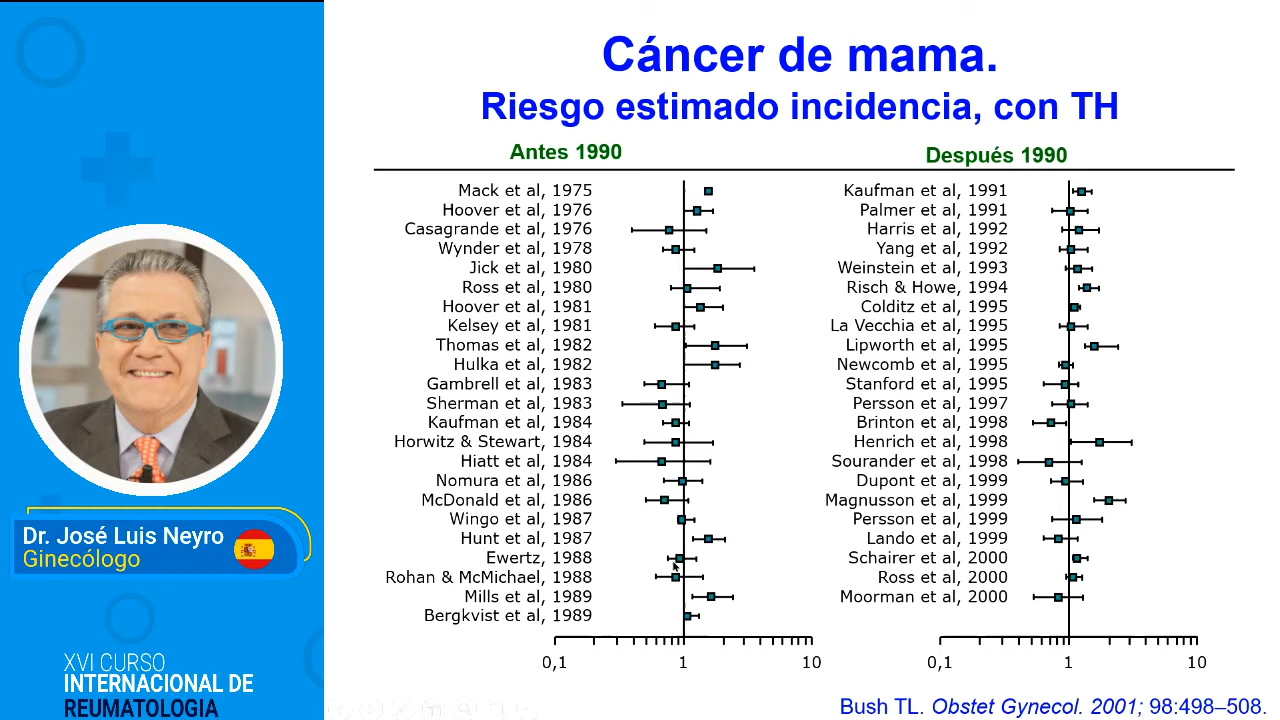 Cáncer de mama.
Riesgo estimado incidencia, con TH
Antes 1990
Después 1990
Mack et al, 1975
Hoover et al, 1976
Casagrande et al, 1976
Wynder et al, 1978
Jick et al, 1980
Ross et al, 1980
Hoover et al, 1981
Kelsey et al, 1981
Thomas et al, 1982
Hulka et al, 1982
Gambrell et al, 1983
Sherman et al, 1983
Kaufman et al, 1984
Horwitz & Stewart, 1984
Hiatt et al, 1984
Nomura et al, 1986
McDonald et al, 1986
Wingo et al, 1987
Hunt et al, 1987
Ewertz, 1988
Rohan & McMichael, 1988
Mills et al, 1989
Bergkvist et al, 1989
0,1 1 10
Kaufman et al, 1991
Palmer et al, 1991
Harris et al, 1992
Yang et al, 1992
Weinstein et al, 1993
Risch & Howe, 1994
Colditz et al, 1995
La Vecchia et al, 1995
Lipworth et al, 1995
Newcomb et al, 1995
Stanford et al, 1995
Persson et al, 1997
Brinton et al, 1998
Henrich et al, 1998
Sourander et al, 1998
Dupont et al, 1999
Magnusson et al, 1999
Persson et al, 1999
Lando et al, 1999
Schairer et al, 2000
Ross et al, 2000
Moorman et al, 2000
0,1 1 10
Bush TL. Obstet Gynecol. 2001; 98:498–508.
Dr. José Luis Neyro
Ginecólogo
XVI CURSO
INTERNACIONAL DE
REUMATOLOGIA